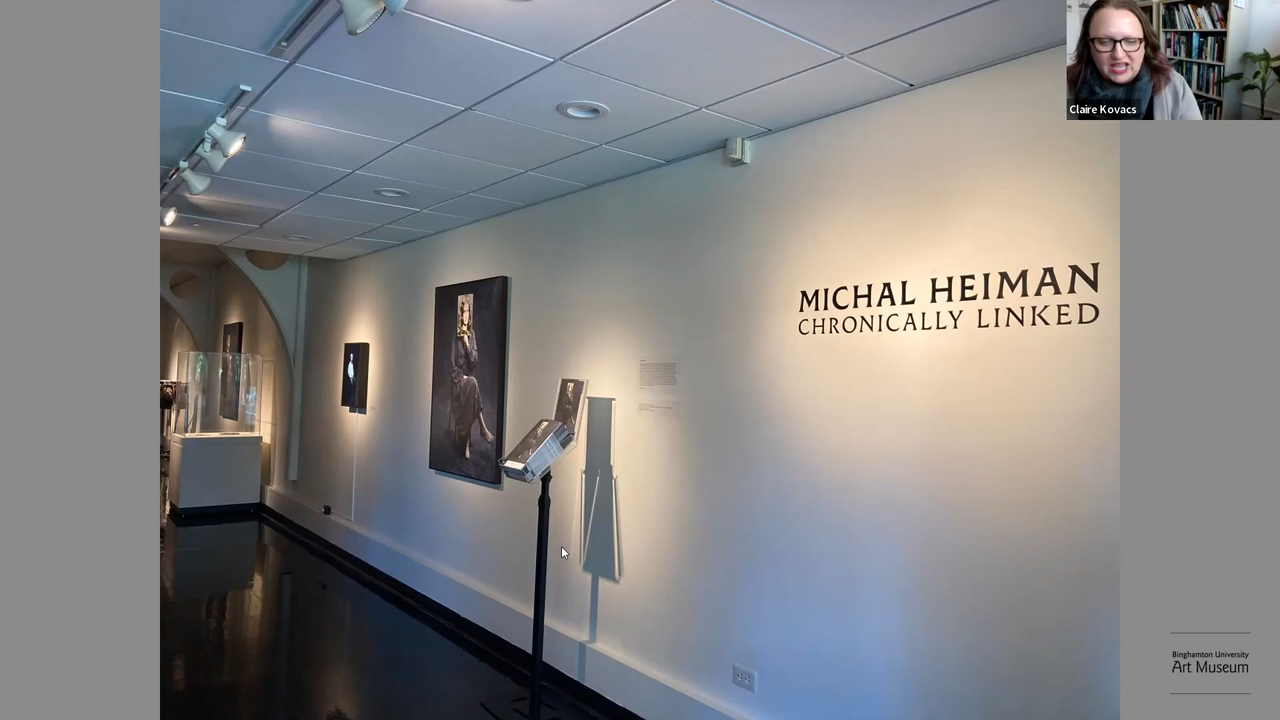 Claire Kovacs
MICHAL HEIMAN
CHRONICALLY LINKED
Binghamton University
Art Museum